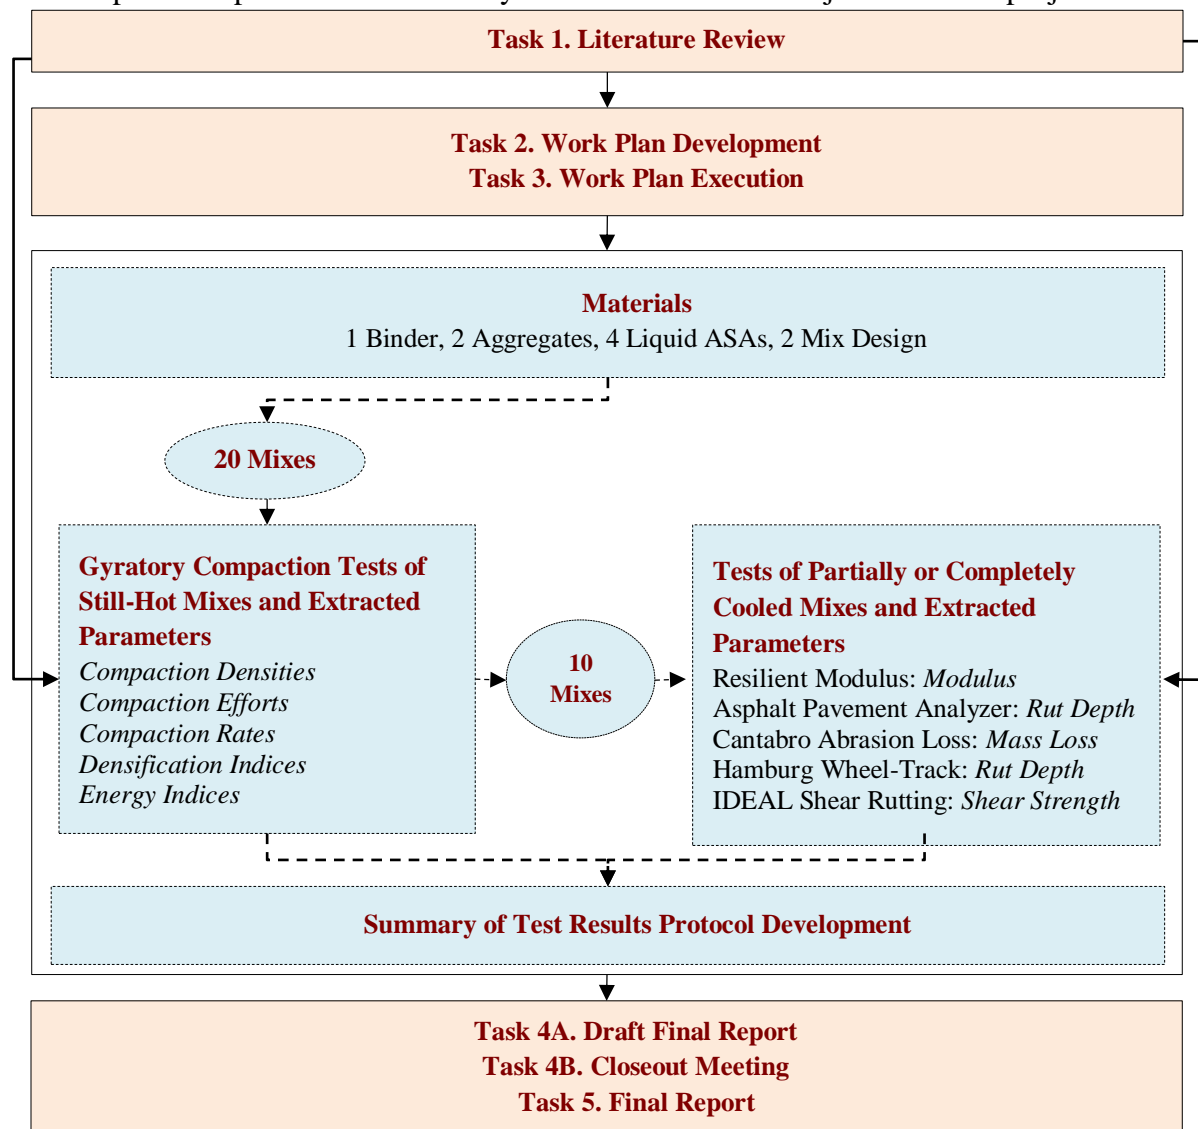 Task 1. Literature Review
Task 2. Work Plan Development
Task 3. Work Plan Execution
Materials
1 Binder, 2 Aggregates, 4 Liquid ASAs, 2 Mix Design
20 Mixes
Gyratory Compaction Tests of
Still-Hot Mixes and Extracted
Parameters
Compaction Densities
Compaction Efforts
Compaction Rates
Densification Indices
Energy Indices
10
Mixes
Tests of Partially or Completely
Cooled Mixes and Extracted
Parameters
Resilient Modulus: Modulus
Asphalt Pavement Analyzer: Rut Depth
Cantabro Abrasion Loss: Mass Loss
Hamburg Wheel-Track: Rut Depth
IDEAL Shear Rutting: Shear Strength
Summary of Test Results Protocol Development
Task 4A. Draft Final Report
Task 4B. Closeout Meeting
Task 5. Final Report